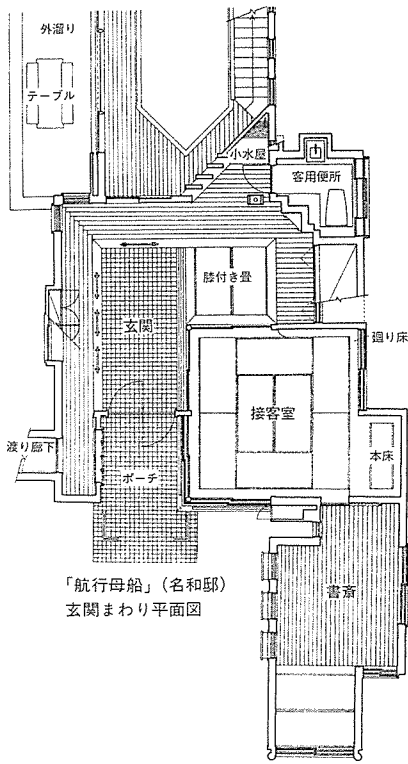 外溜り
テーブル
小水屋
客用便所
膝付き畳
玄関
廻り床
接客室
渡り廊下
ポーチ
本床
「航行母船」(名和邸)
玄関まわり平面図
書斎